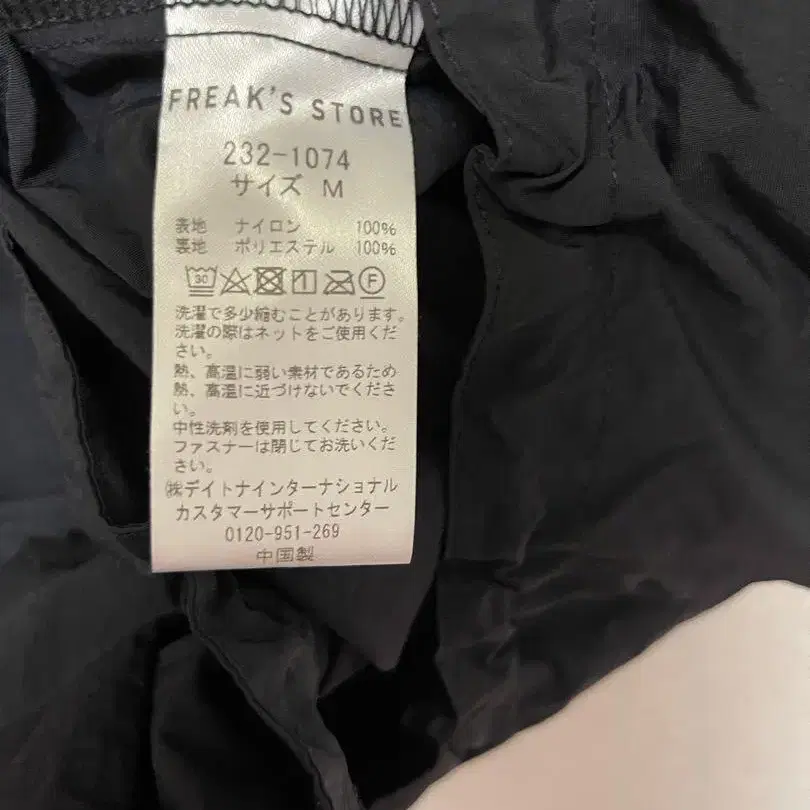 FREAK'S STORE
232-1074
サイズ M
表地 ナイロン 100%
裏地 ポリエステル 100%
30 F
洗濯で多少縮むことがあります。
洗濯の際はネットをご使用くだ
さい。
熱、高温に弱い素材であるため
熱、高温に近づけないでくださ
い。
中性洗剤を使用してください。
ファスナーは閉じてお洗いくだ
さい。
㈱デイトナインターナショナル
カスタマーサポートセンター
0120-951-269
中国製